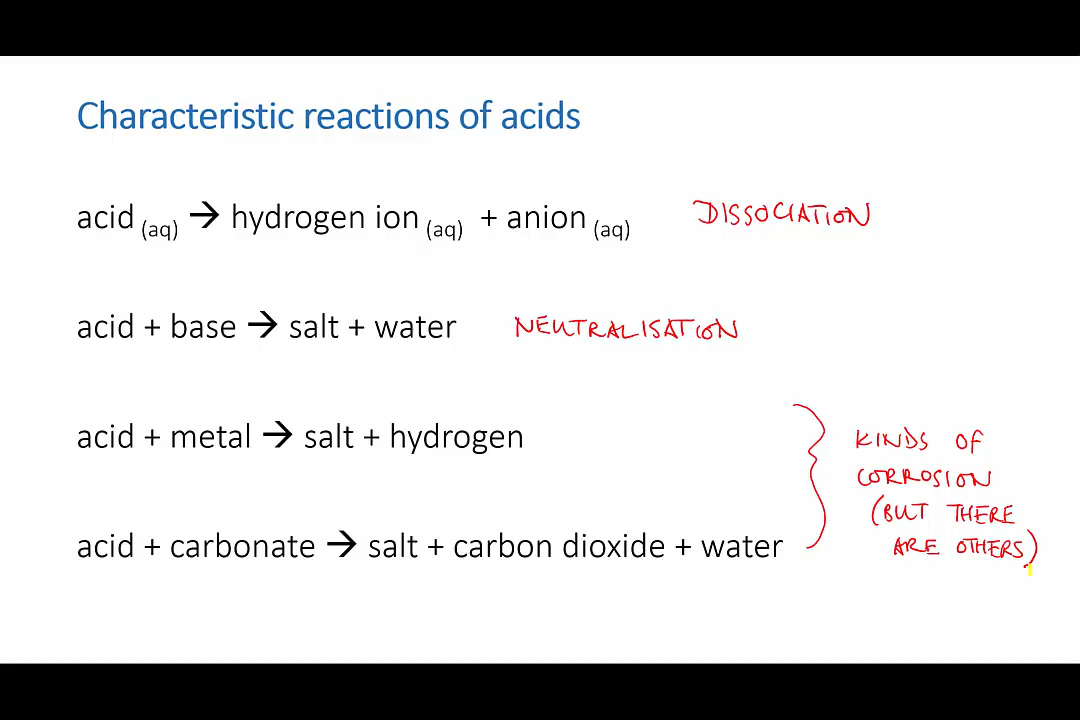 Characteristic reactions of acids
acid (aq) → hydrogen ion (aq) + anion (aq) DISSOCIATION
acid + base → salt + water NEUTRALISATION
acid + metal → salt + hydrogen
KINDS OF
CORROSION
(BUT THERE
ARE OTHERS)
acid + carbonate → salt + carbon dioxide + water